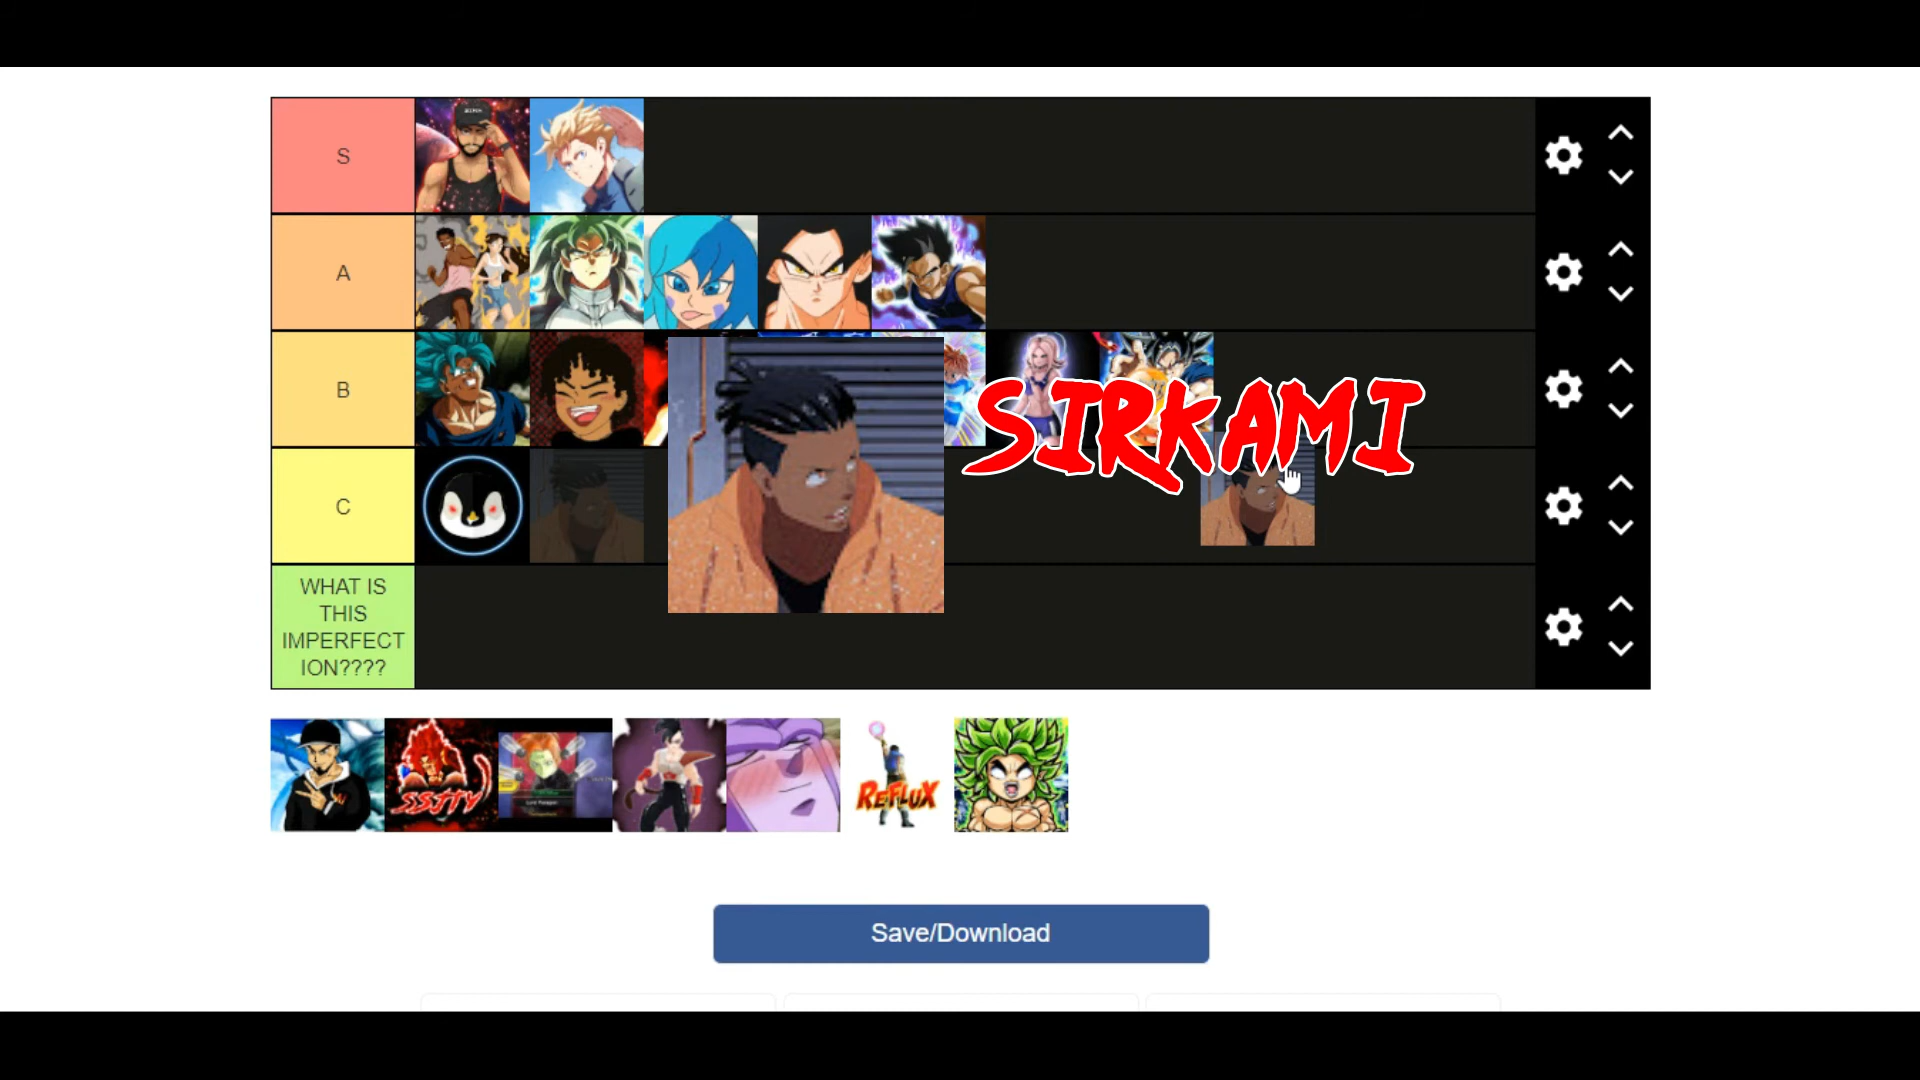 S
A
B
SIRKAMI
C
WHAT IS
THIS
IMPERFECT
ION????
SSJTV
REFLUX
Save/Download